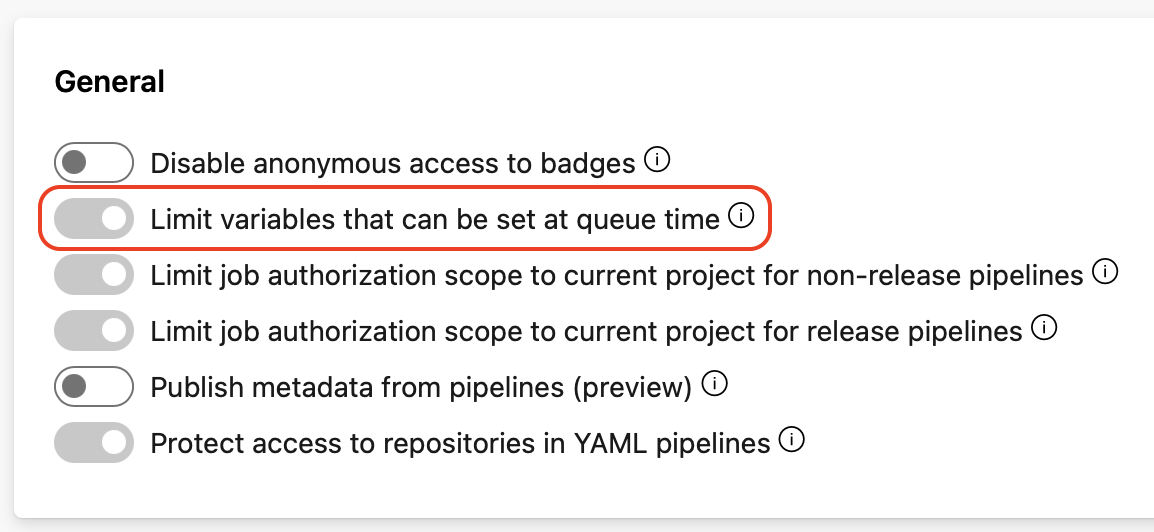 General
Disable anonymous access to badges
Limit variables that can be set at queue time
Limit job authorization scope to current project for non-release pipelines
Limit job authorization scope to current project for release pipelines
Publish metadata from pipelines (preview)
Protect access to repositories in YAML pipelines